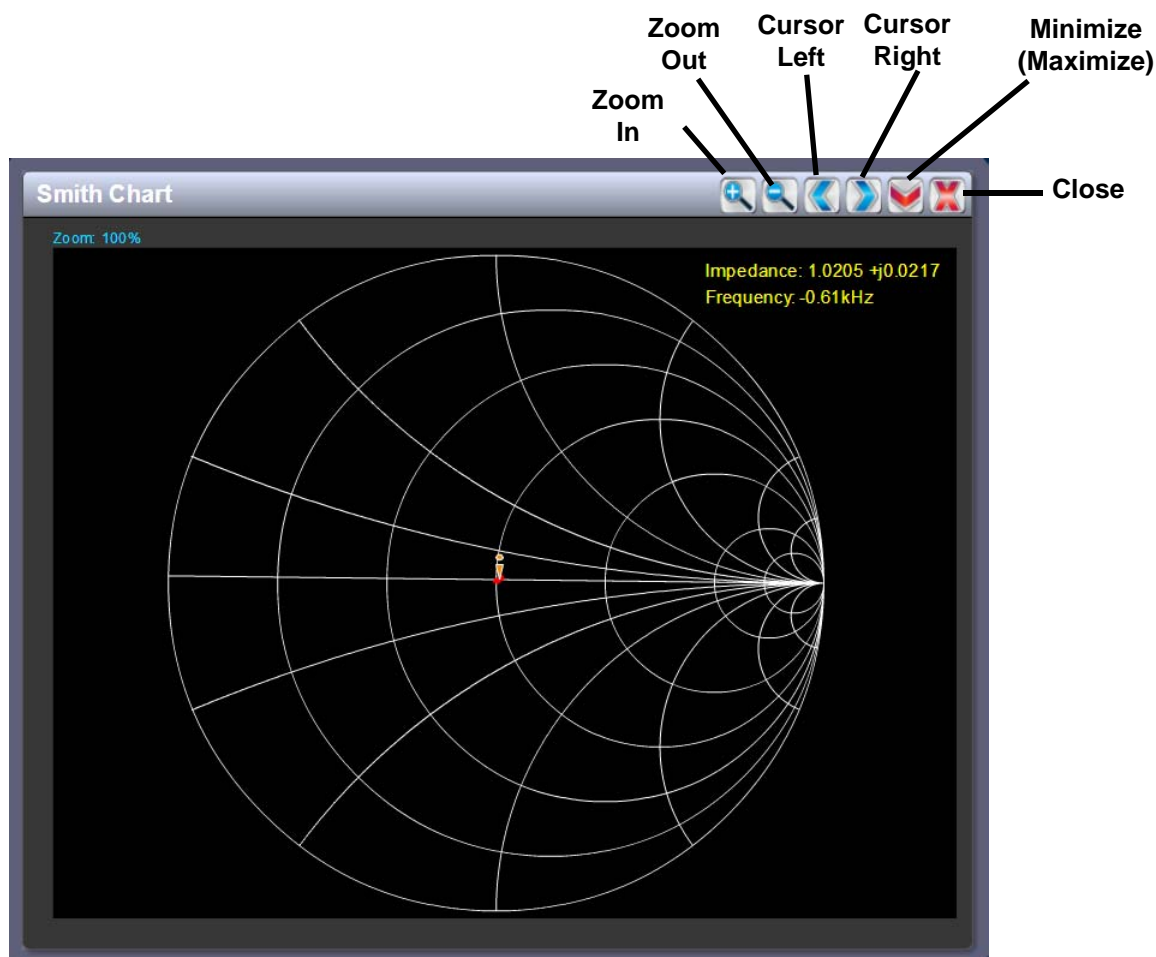 Zoom
Out
Cursor
Left
Cursor
Right
Minimize
(Maximize)
Zoom
In
Close
Smith Chart
Zoom: 100%
Impedance: 1.0205 +j0.0217
Frequency: -0.61kHz